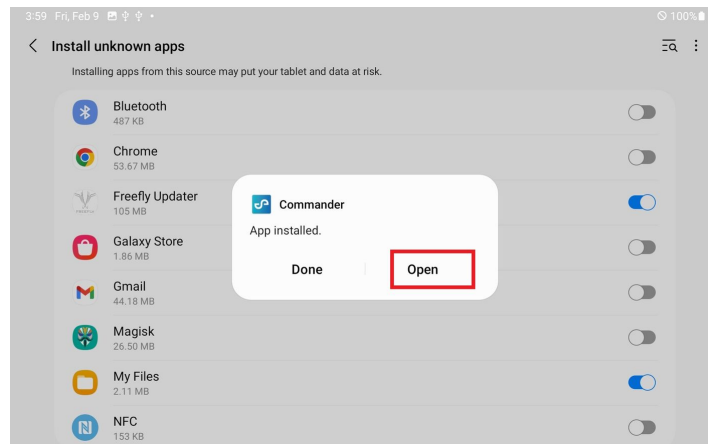 3:59 Fri, Feb 9
100%
Install unknown apps
Installing apps from this source may put your tablet and data at risk.
Bluetooth
487 KB
Chrome
53.67 MB
Freefly Updater
105 MB
Commander
App installed.
Galaxy Store
1.86 MB
Done
Open
Gmail
44.18 MB
Magisk
26.50 MB
My Files
2.11 MB
NFC
153 KB